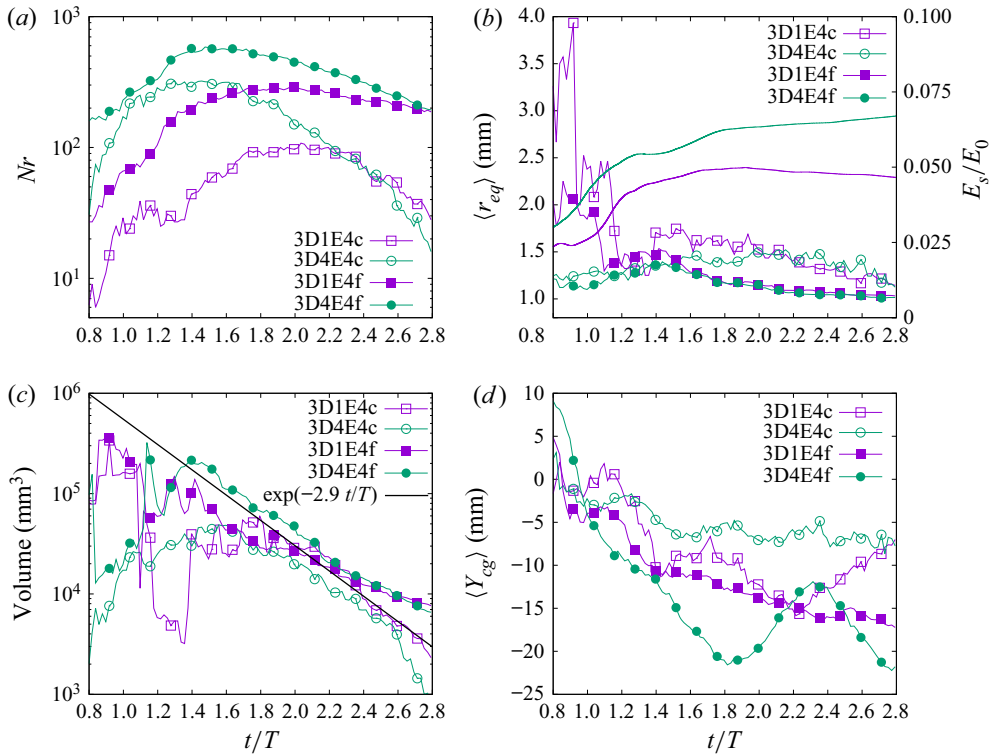 (a)
10³
10²
10¹
Nr
3D1E4c
3D4E4c
3D1E4f
3D4E4f
0.8 1.0 1.2 1.4 1.6 1.8 2.0 2.2 2.4 2.6 2.8
(b)
4.0
3.5
3.0
2.5
2.0
1.5
1.0
⟨r_eq⟩ (mm)
3D1E4c
3D4E4c
3D1E4f
3D4E4f
0.100
0.075
0.050
0.025
0
E_s/E_0
0.8 1.0 1.2 1.4 1.6 1.8 2.0 2.2 2.4 2.6 2.8
(c)
10⁶
10⁵
10⁴
10³
Volume (mm³)
3D1E4c
3D4E4c
3D1E4f
3D4E4f
exp(−2.9 t/T)
0.8 1.0 1.2 1.4 1.6 1.8 2.0 2.2 2.4 2.6 2.8
t/T
(d)
10
5
0
−5
−10
−15
−20
−25
⟨Y_cg⟩ (mm)
3D1E4c
3D4E4c
3D1E4f
3D4E4f
0.8 1.0 1.2 1.4 1.6 1.8 2.0 2.2 2.4 2.6 2.8
t/T